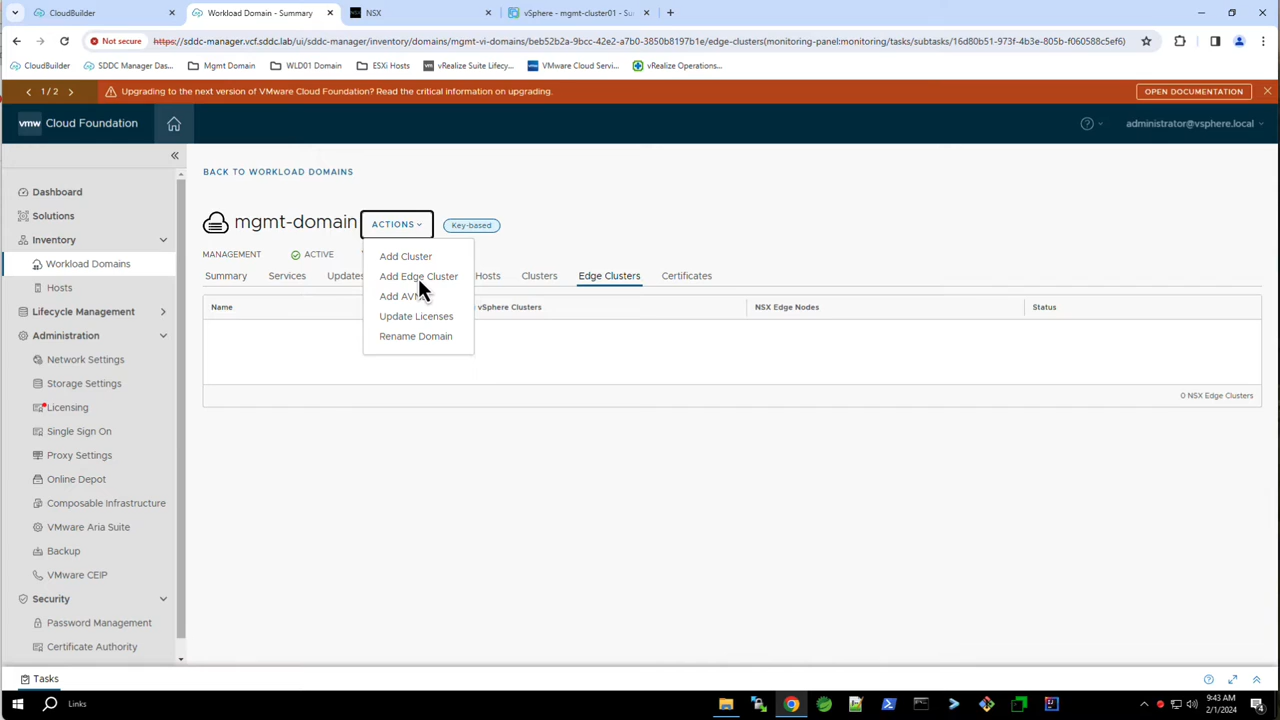 CloudBuilder
Workload Domain - Summary
NSX
vSphere - mgmt-cluster01 - Su
Not secure
https://sddc-manager.vcf.sddc.lab/ui/sddc-manager/inventory/domains/mgmt-vi-domains/beb52b2a-9bcc-42e2-a7b0-3850b8197b1e/edge-clusters(monitoring-panel:monitoring/tasks/subtasks/16d80b51-973f-4b3e-805b-f060588c5ef6)
CloudBuilder
SDDC Manager Das...
Mgmt Domain
WLD01 Domain
ESXi Hosts
vRealize Suite Lifecy...
VMware Cloud Servi...
vRealize Operations...
1/2
Upgrading to the next version of VMware Cloud Foundation? Read the critical information on upgrading.
OPEN DOCUMENTATION
vmw Cloud Foundation
administrator@vsphere.local
Dashboard
Solutions
Inventory
Workload Domains
Hosts
Lifecycle Management
Administration
Network Settings
Storage Settings
Licensing
Single Sign On
Proxy Settings
Online Depot
Composable Infrastructure
VMware Aria Suite
Backup
VMware CEIP
Security
Password Management
Certificate Authority
BACK TO WORKLOAD DOMAINS
mgmt-domain
ACTIONS
Key-based
MANAGEMENT
ACTIVE
Add Cluster
Add Edge Cluster
Add
Update Licenses
Rename Domain
Summary
Services
Updates
Hosts
Clusters
Edge Clusters
Certificates
Name
vSphere Clusters
NSX Edge Nodes
Status
0 NSX Edge Clusters
Tasks
Links
9:43 AM
2/1/2024